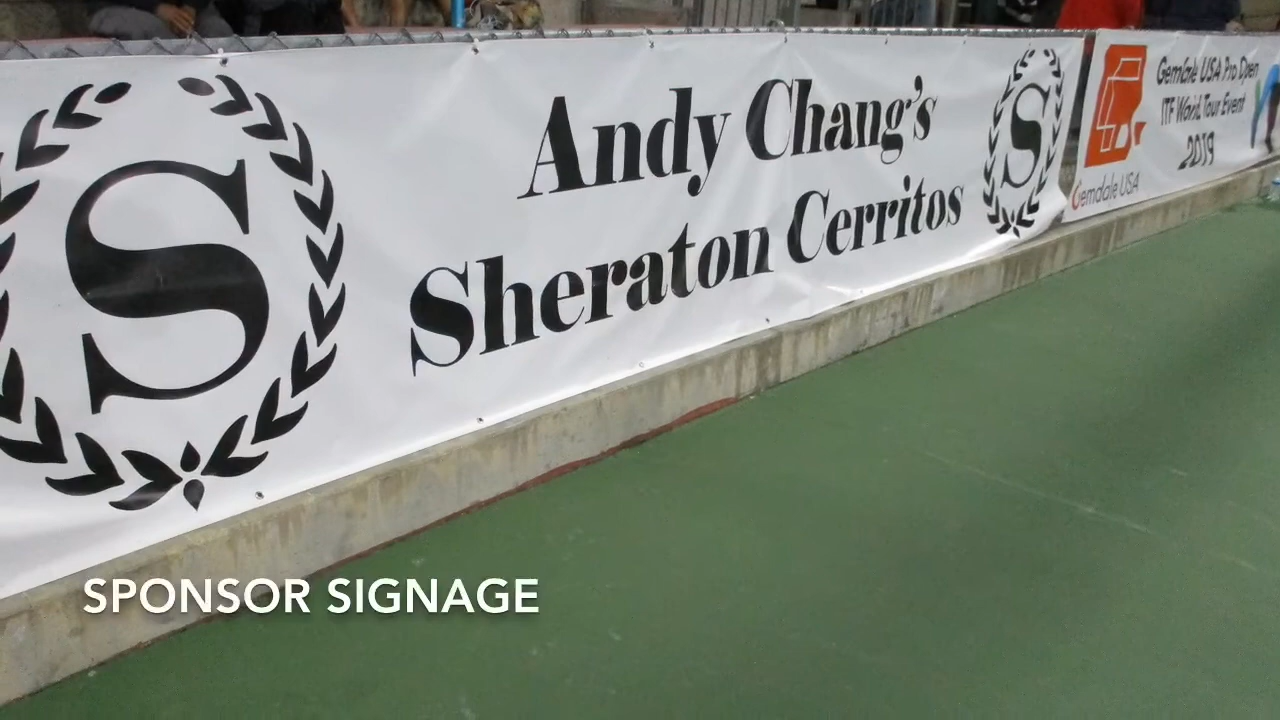 S
Andy Chang's
Sheraton Cerritos
S
Gemdale USA
Gemdale USA Pro Open
ITF World Tour Event
2019
SPONSOR SIGNAGE